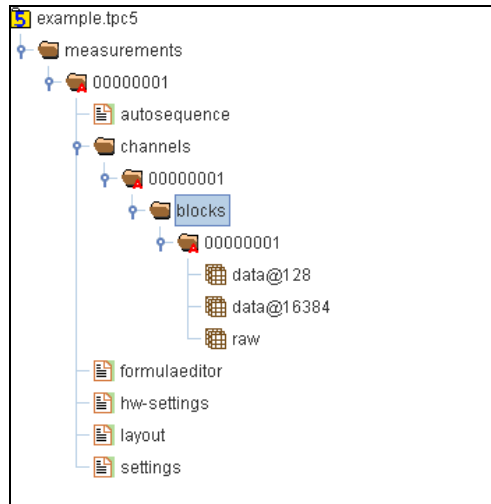 example.tpc5
measurements
00000001
autosequence
channels
00000001
blocks
00000001
data@128
data@16384
raw
formulaeditor
hw-settings
layout
settings